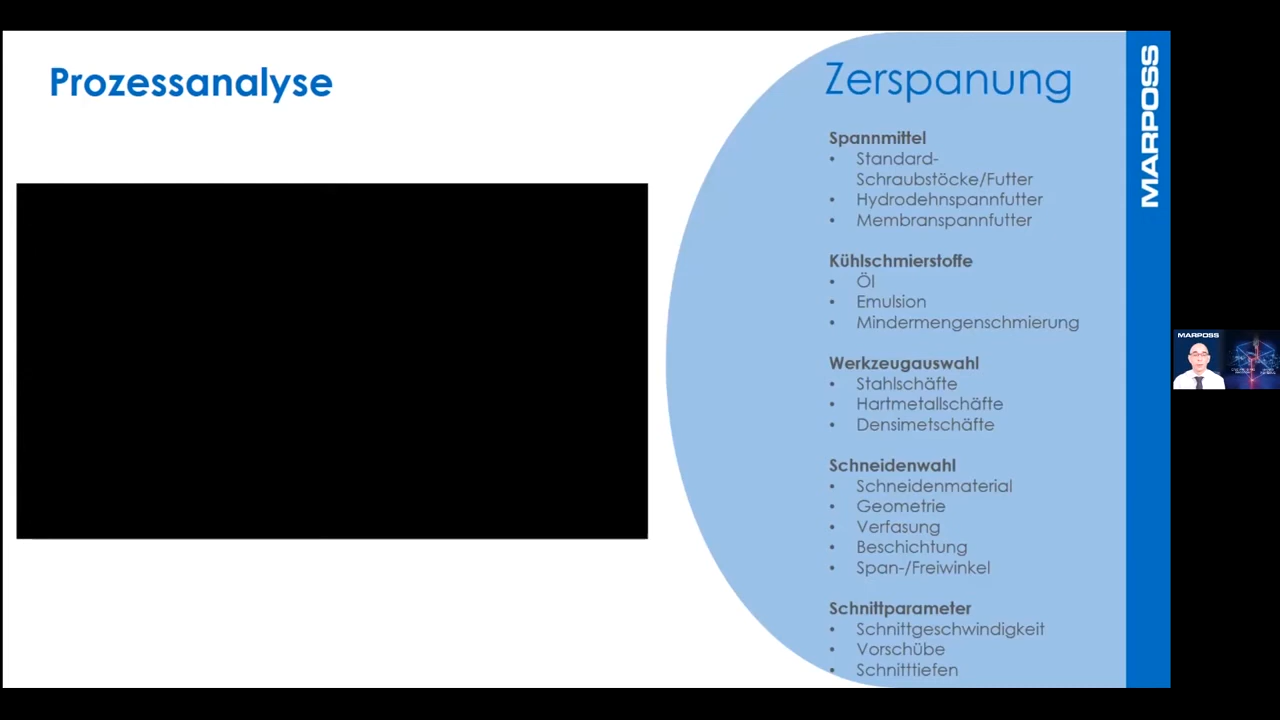 Prozessanalyse
Zerspanung
Spannmittel
• Standard-
Schraubstöcke/Futter
• Hydrodehnspannfutter
• Membranspannfutter
Kühlschmierstoffe
• Öl
• Emulsion
• Mindermengenschmierung
Werkzeugauswahl
• Stahlschäfte
• Hartmetallschäfte
• Densimetschäfte
Schneidenwahl
• Schneidenmaterial
• Geometrie
• Verfasung
• Beschichtung
• Span-/Freiwinkel
Schnittparameter
• Schnittgeschwindigkeit
• Vorschübe
• Schnitttiefen
MARPOSS
MARPOSS